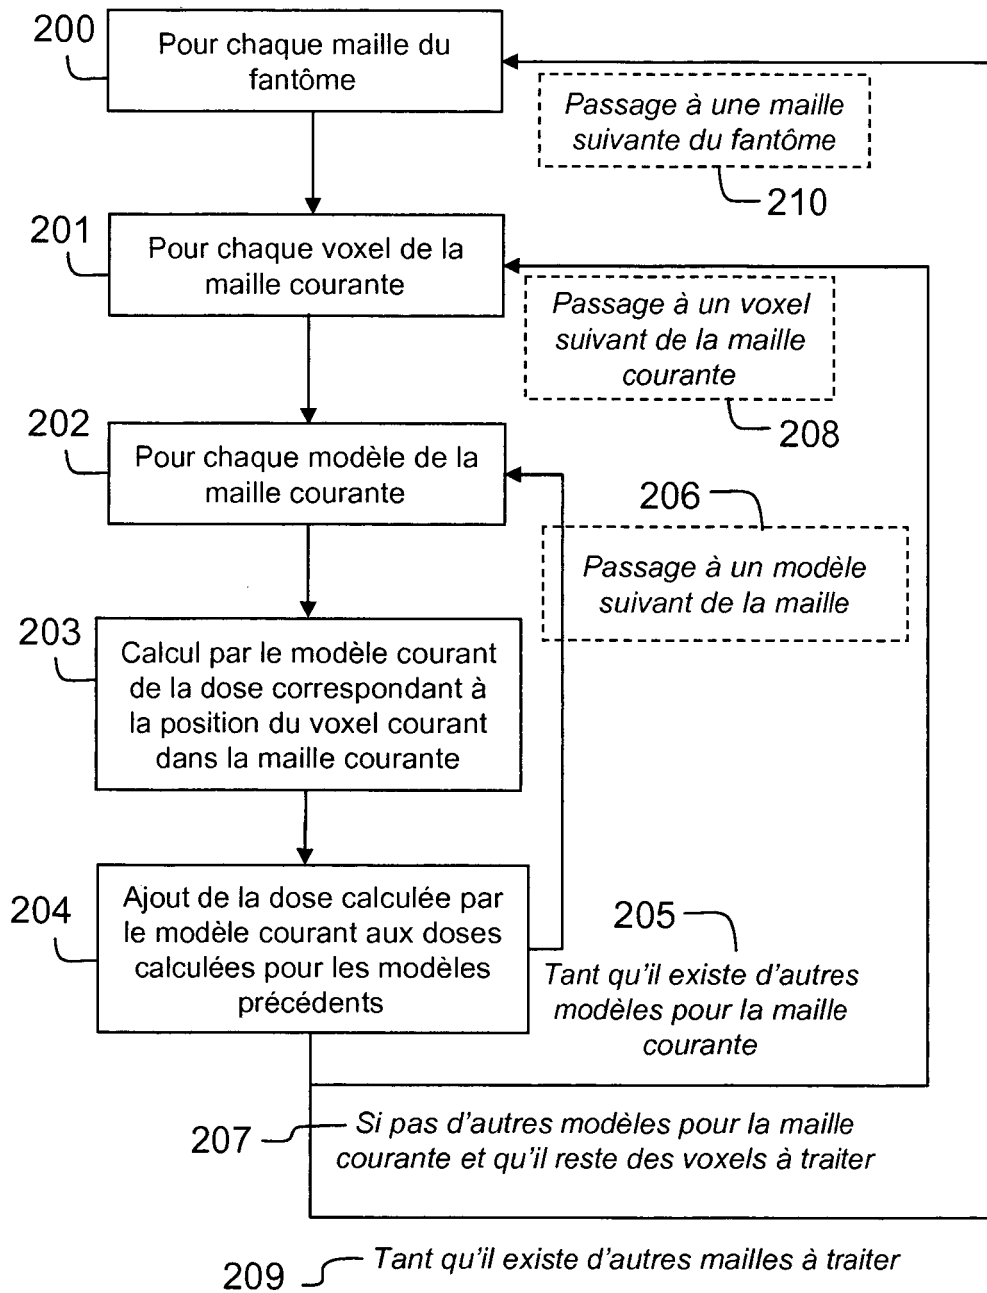 200
Pour chaque maille du
fantôme
Passage à une maille
suivante du fantôme
210
201
Pour chaque voxel de la
maille courante
Passage à un voxel
suivant de la maille
courante
208
202
Pour chaque modèle de la
maille courante
206
Passage à un modèle
suivant de la maille
203
Calcul par le modèle courant
de la dose correspondant à
la position du voxel courant
dans la maille courante
204
Ajout de la dose calculée par
le modèle courant aux doses
calculées pour les modèles
précédents
205
Tant qu'il existe d'autres
modèles pour la maille
courante
207
Si pas d'autres modèles pour la maille
courante et qu'il reste des voxels à traiter
209
Tant qu'il existe d'autres mailles à traiter